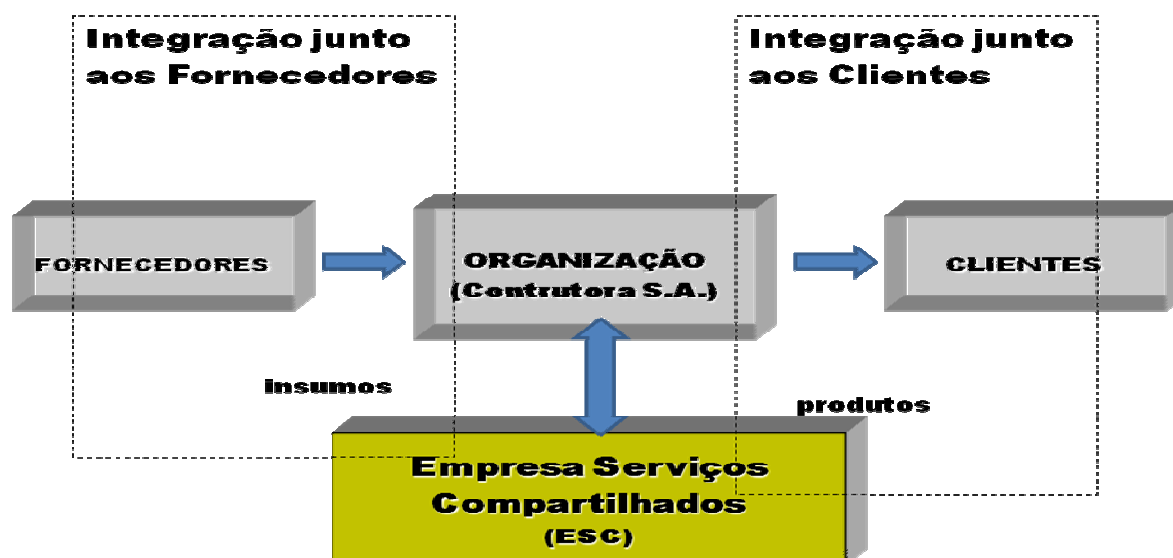 Integração junto
aos Fornecedores
Integração junto
aos Clientes
FORNECEDORES
ORGANIZAÇÃO
(Contrutora S.A.)
CLIENTES
insumos
produtos
Empresa Serviços
Compartilhados
(ESC)